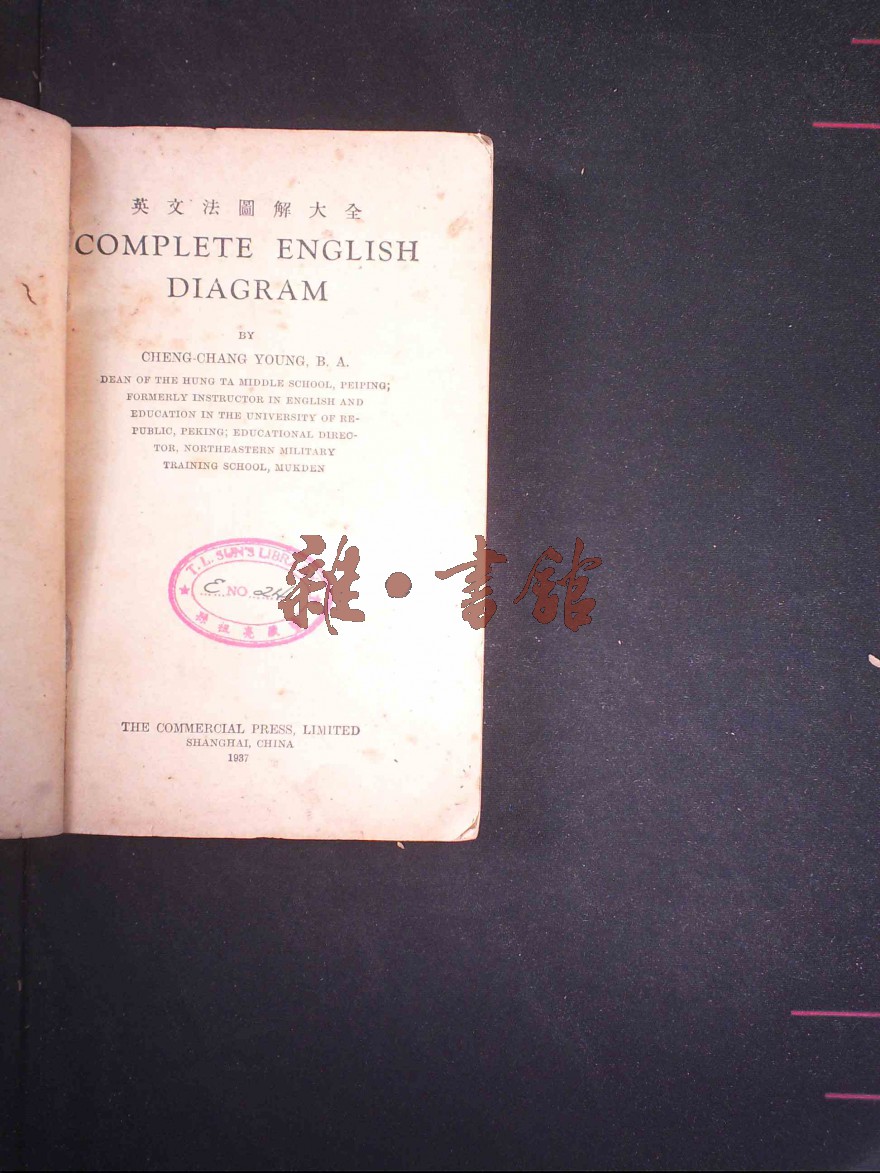 英文法圖解大全
COMPLETE ENGLISH
DIAGRAM
BY
CHENG-CHANG YOUNG, B. A.
DEAN OF THE HUNG TA MIDDLE SCHOOL, PEIPING;
FORMERLY INSTRUCTOR IN ENGLISH AND
EDUCATION IN THE UNIVERSITY OF RE-
PUBLIC, PEKING; EDUCATIONAL DIREC-
TOR, NORTHEASTERN MILITARY
TRAINING SCHOOL, MUKDEN
T. L. SUN'S
E NO
雜·書館
THE COMMERCIAL PRESS, LIMITED
SHANGHAI, CHINA
1937